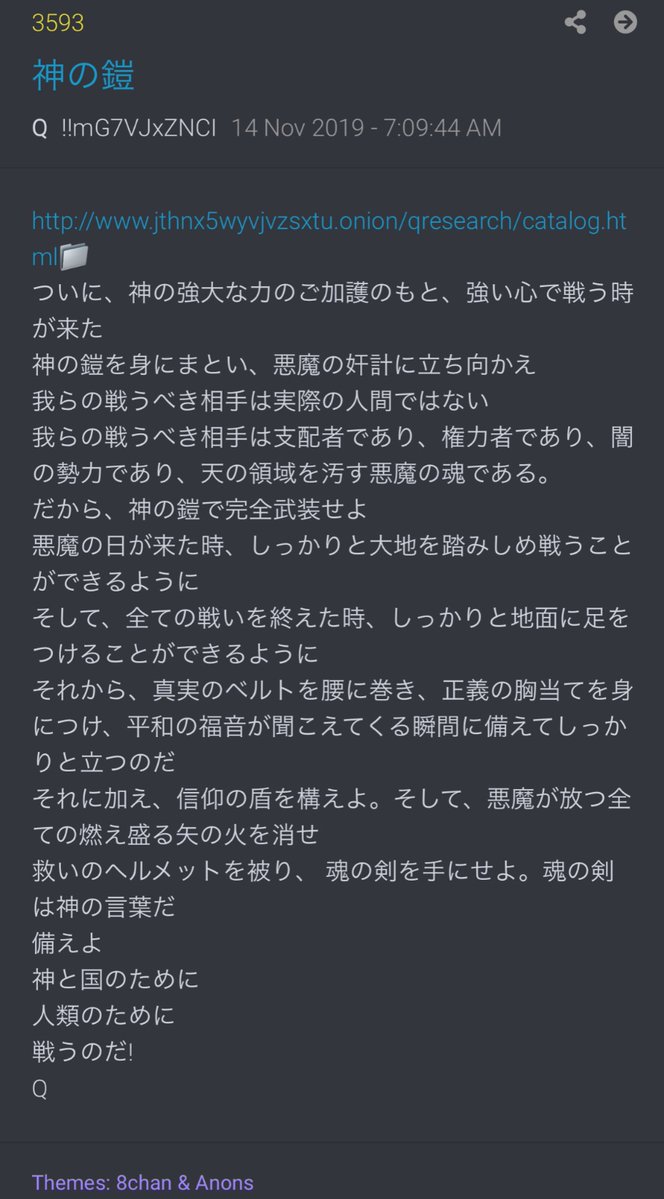 3593
神の鎧
Q !!mG7VJxZNCI 14 Nov 2019 - 7:09:44 AM
http://www.jthnx5wyvjvzsxtu.onion/qresearch/catalog.ht
ml
ついに、神の強大な力のご加護のもと、強い心で戦う時
が来た
神の鎧を身にまとい、悪魔の奸計に立ち向かえ
我らの戦うべき相手は実際の人間ではない
我らの戦うべき相手は支配者であり、権力者であり、闇
の勢力であり、天の領域を汚す悪魔の魂である。
だから、神の鎧で完全武装せよ
悪魔の日が来た時、しっかりと大地を踏みしめ戦うこと
ができるように
そして、全ての戦いを終えた時、しっかりと地面に足を
つけることができるように
それから、真実のベルトを腰に巻き、正義の胸当てを身
につけ、平和の福音が聞こえてくる瞬間に備えてしっか
りと立つのだ
それに加え、信仰の盾を構えよ。そして、悪魔が放つ全
ての燃え盛る矢の火を消せ
救いのヘルメットを被り、 魂の剣を手にせよ。魂の剣
は神の言葉だ
備えよ
神と国のために
人類のために
戦うのだ!
Q
Themes: 8chan & Anons